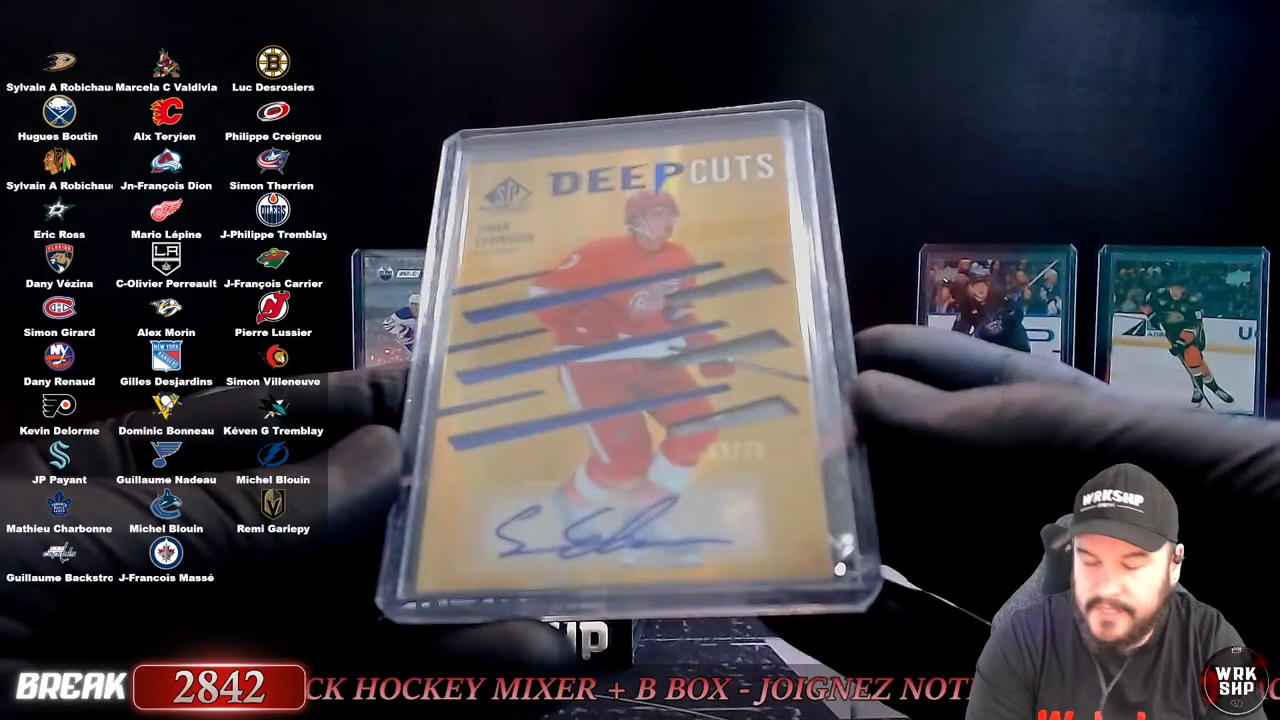 Sylvain A Robichau
Marcela C Valdivia
Luc Desrosiers
Hugues Boutin
Alx Teryien
Philippe Creignou
Sylvain A Robichau
Jn-François Dion
Simon Therrien
Eric Ross
Mario Lépine
J-Philippe Tremblay
Dany Vézina
C-Olivier Perreault
J-François Carrier
Simon Girard
Alex Morin
Pierre Lussier
Dany Renaud
Gilles Desjardins
Simon Villeneuve
Kevin Delorme
Dominic Bonneau
Kéven G Tremblay
JP Payant
Guillaume Nadeau
Michel Blouin
Mathieu Charbonne
Michel Blouin
Remi Gariepy
Guillaume Backstro
J-Francois Massé
SP
DEEPCUTS
WRKSHP
BREAK
2842
CK HOCKEY MIXER + B BOX - JOIGNEZ NOT
WRK
SHP